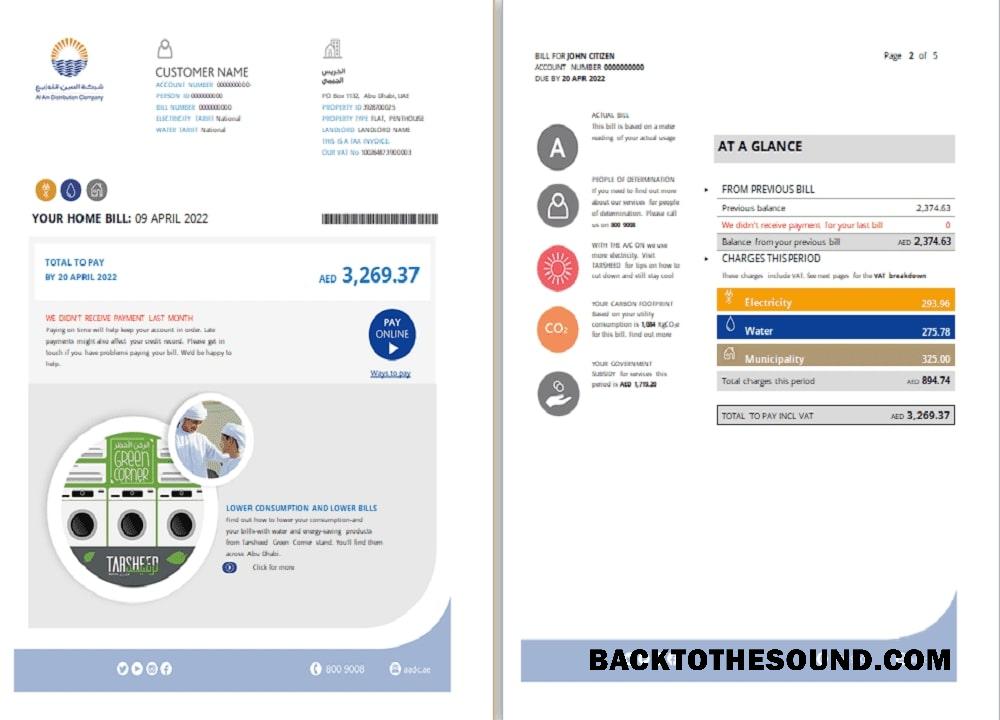 شركة العين للتوزيع
Al Ain Distribution Company
CUSTOMER NAME
ACCOUNT NUMBER 0000000000
PERSON ID 000000000
BILL NUMBER 000000000
ELECTRICITY TARIFF National
WATER TARIFF National
PO Box 1132, Abu Dhabi, UAE
PROPERTY ID 3928700025
PROPERTY TYPE FLAT, PENTHOUSE
LANDLORD LANDLORD NAME
THIS IS A TAX INVOICE:
OUR VAT No 100264873900003
YOUR HOME BILL: 09 APRIL 2022
TOTAL TO PAY
BY 20 APRIL 2022
AED 3,269.37
WE DIDN'T RECEIVE PAYMENT LAST MONTH
Paying on time will help keep your account in order. Late
payments might also affect your credit record. Please get in
touch if you have problems paying your bill. We'd be happy to
help.
PAY
ONLINE
Ways to pay
الركن الأخضر
GREEN
CORNER
TARSHEED
LOWER CONSUMPTION AND LOWER BILLS
Find out how to lower your consumption-and
your bills-with water and energy-saving products
from Tarsheed Green Corner stand. You'll find them
across Abu Dhabi.
Click for more
800 9008
aadc.ae
BILL FOR JOHN CITIZEN
ACCOUNT NUMBER 0000000000
DUE BY 20 APR 2022
Page 2 of 5
A
ACTUAL BILL
This bill is based on a meter
reading of your actual usage
PEOPLE OF DETERMINATION
If you need to find out more
about our services for people
of determination. Please call
us on 800 9008
WITH THE A/C ON we use
more electricity. Visit
TARSHEED for tips on how to
cut down and still stay cool
CO₂
YOUR CARBON FOOTPRINT
Based on your utility
consumption is 1,084 KgCO₂e
for this bill. Find out more
YOUR GOVERNMENT
SUBSIDY for services this
period is AED
AT A GLANCE
FROM PREVIOUS BILL
Previous balance 2,374.63
We didn't receive payment for your last bill 0
Balance from your previous bill AED 2,374.63
CHARGES THIS PERIOD
These charges include VAT. See next pages for the VAT breakdown
Electricity 293.96
Water 275.78
Municipality 325.00
Total charges this period AED 894.74
TOTAL TO PAY INCL VAT AED 3,269.37
BACKTOTHESOUND.COM